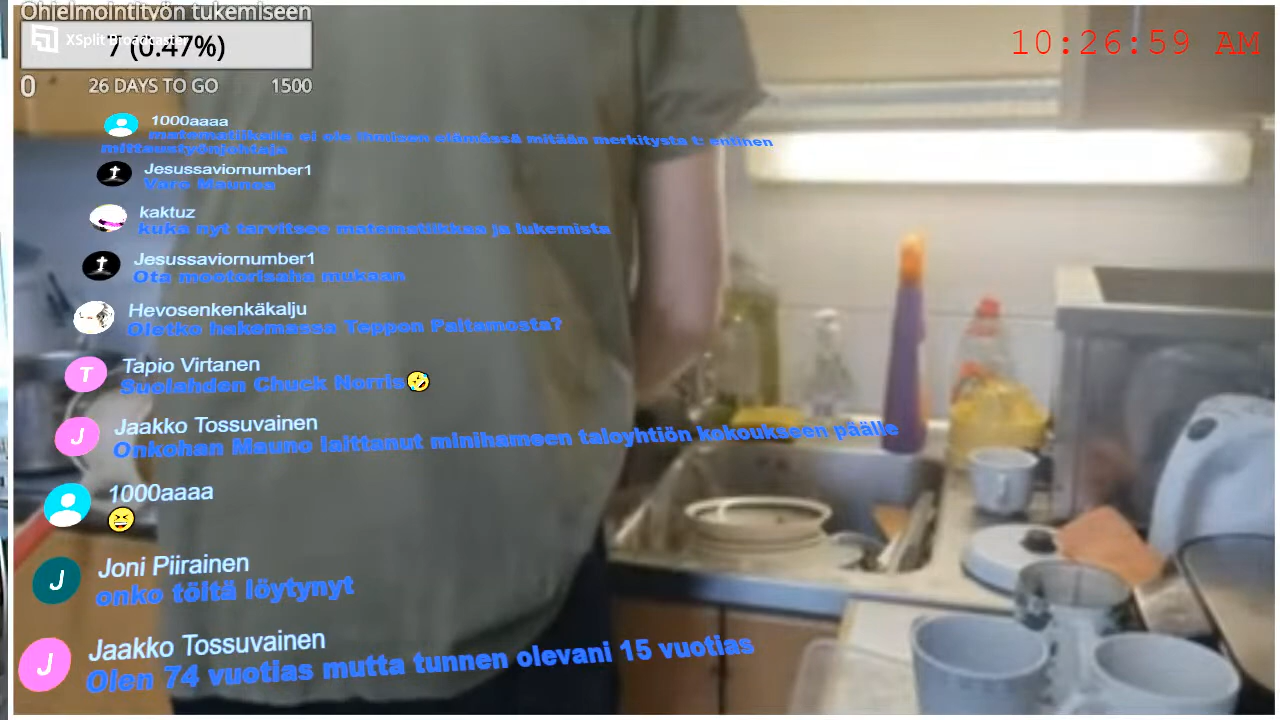 Ohjelmointityön tukemiseen
XSplit Broadcaster
7 (0.47%)
0 26 DAYS TO GO 1500
10:26:59 AM
1000aaaa
matematiikalla ei ole ihmisen elämässä mitään merkitystä t: entinen
mittaustyönjohtaja
Jesussaviornumber1
Varo Maunoa
kaktuz
kuka nyt tarvitsee matematiikkaa ja lukemista
Jesussaviornumber1
Ota moottorisaha mukaan
Hevosenkenkäkalju
Oletko hakemassa Teppon Paltamosta?
T Tapio Virtanen
Suolahden Chuck Norris🤣
J Jaakko Tossuvainen
Onkohan Mauno laittanut minihameen taloyhtiön kokoukseen päälle
1000aaaa
😆
J Joni Piirainen
onko töitä löytynyt
J Jaakko Tossuvainen
Olen 74 vuotias mutta tunnen olevani 15 vuotias